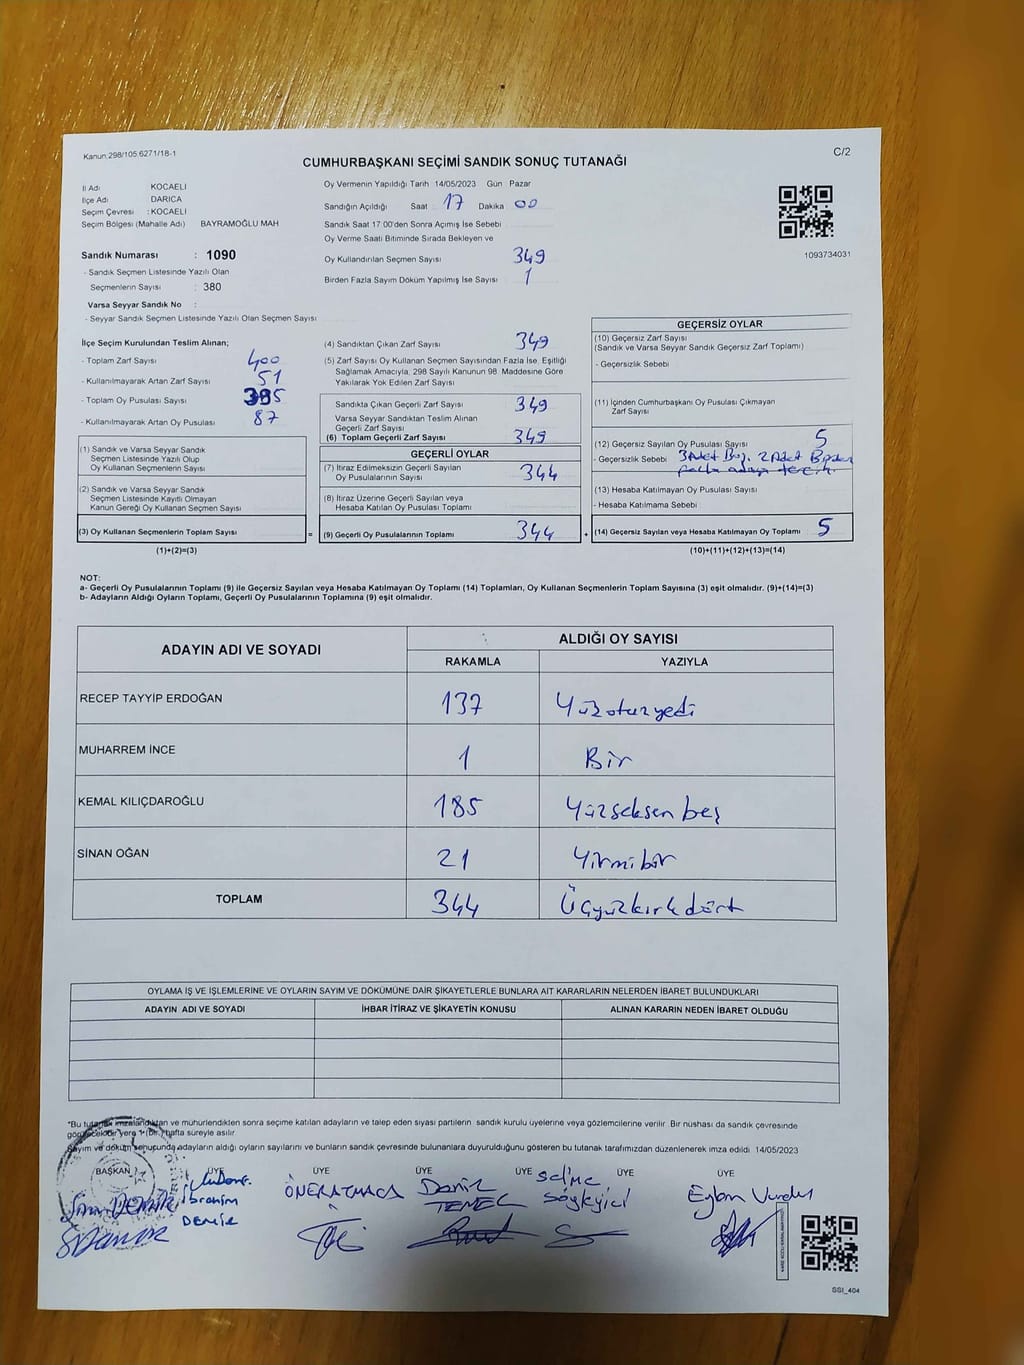 Kanun:298/105.6271/18-1
CUMHURBAŞKANI SEÇİMİ SANDIK SONUÇ TUTANAĞI
C/2
İl Adı KOCAELİ
İlçe Adı DARICA
Seçim Çevresi : KOCAELİ
Seçim Bölgesi (Mahalle Adı) BAYRAMOĞLU MAH
Sandık Numarası : 1090
- Sandık Seçmen Listesinde Yazılı Olan
Seçmenlerin Sayısı : 380
Varsa Seyyar Sandık No :
- Seyyar Sandık Seçmen Listesinde Yazılı Olan Seçmen Sayısı
Oy Vermenin Yapıldığı Tarih 14/05/2023 Gün Pazar
Sandığın Açıldığı Saat 17 Dakika 00
Sandık Saat 17:00'den Sonra Açımış İse Sebebi
Oy Verme Saati Bitiminde Sırada Bekleyen ve
Oy Kullandırılan Seçmen Sayısı 349
Birden Fazla Sayım Döküm Yapılmış İse Sayısı 1
1093734031
İlçe Seçim Kurulundan Teslim Alınan;
- Toplam Zarf Sayısı 400
- Kullanılmayarak Artan Zarf Sayısı 51
- Toplam Oy Pusulası Sayısı
- Kullanılmayarak Artan Oy Pusulası 87
(1) Sandık ve Varsa Seyyar Sandık
Seçmen Listesinde Yazılı Olup
Oy Kullanan Seçmenlerin Sayısı
(2) Sandık ve Varsa Seyyar Sandık
Seçmen Listesinde Kayıtlı Olmayan
Kanun Gereği Oy Kullanan Seçmen Sayısı
(3) Oy Kullanan Seçmenlerin Toplam Sayısı
(1)+(2)=(3)
(4) Sandıktan Çıkan Zarf Sayısı 349
(5) Zarf Sayısı Oy Kullanan Seçmen Sayısından Fazla İse, Eşitliği
Sağlamak Amacıyla, 298 Sayılı Kanunun 98. Maddesine Göre
Yakılarak Yok Edilen Zarf Sayısı
Sandıkta Çıkan Geçerli Zarf Sayısı 349
Varsa Seyyar Sandıktan Teslim Alınan
Geçerli Zarf Sayısı
(6) Toplam Geçerli Zarf Sayısı 349
GEÇERLİ OYLAR
(7) İtiraz Edilmeksizin Geçerli Sayılan
Oy Pusulalarının Sayısı 344
(8) İtiraz Üzerine Geçerli Sayılan veya
Hesaba Katılan Oy Pusulası Toplamı
= (9) Geçerli Oy Pusulalarının Toplamı 344
GEÇERSİZ OYLAR
(10) Geçersiz Zarf Sayısı
(Sandık ve Varsa Seyyar Sandık Geçersiz Zarf Toplamı)
- Geçersizlik Sebebi
(11) İçinden Cumhurbaşkanı Oy Pusulası Çıkmayan
Zarf Sayısı
(12) Geçersiz Sayılan Oy Pusulası Sayısı 5
- Geçersizlik Sebebi 3 Adet Boş. 2 Adet Birden
fazla adaya tercih
(13) Hesaba Katılmayan Oy Pusulası Sayısı
- Hesaba Katılmama Sebebi
+ (14) Geçersiz Sayılan veya Hesaba Katılmayan Oy Toplamı 5
(10)+(11)+(12)+(13)=(14)
NOT:
a- Geçerli Oy Pusulalarının Toplamı (9) ile Geçersiz Sayılan veya Hesaba Katılmayan Oy Toplamı (14) Toplamları, Oy Kullanan Seçmenlerin Toplam Sayısına (3) eşit olmalıdır. (9)+(14)=(3)
b- Adayların Aldığı Oyların Toplamı, Geçerli Oy Pusulalarının Toplamına (9) eşit olmalıdır.
ADAYIN ADI VE SOYADI
ALDIĞI OY SAYISI
RAKAMLA YAZIYLA
RECEP TAYYİP ERDOĞAN 137 Yüzotuzyedi
MUHARREM İNCE 1 Bir
KEMAL KILIÇDAROĞLU 185 Yüzseksen beş
SİNAN OĞAN 21 Yirmibir
TOPLAM 344 Üçyüzkırkdört
OYLAMA İŞ VE İŞLEMLERİNE VE OYLARIN SAYIM VE DÖKÜMÜNE DAİR ŞİKAYETLERLE BUNLARA AİT KARARLARIN NELERDEN İBARET BULUNDUKLARI
ADAYIN ADI VE SOYADI İHBAR İTİRAZ VE ŞİKAYETİN KONUSU ALINAN KARARIN NEDEN İBARET OLDUĞU
*Bu tutanak imzalandıktan ve mühürlendikten sonra seçime katılan adayların ve talep eden siyasi partilerin sandık kurulu üyelerine veya gözlemcilerine verilir. Bir nüshası da sandık çevresinde
görülecek yere 1 (bir) hafta süreyle asılır.
Sayım ve döküm sonucunda adayların aldığı oyların sayılarını ve bunların sandık çevresinde bulunanlara duyurulduğunu gösteren bu tutanak tarafımızdan düzenlenerek imza edildi. 14/05/2023
BAŞKAN ÜYE ÜYE ÜYE ÜYE ÜYE ÜYE
İbrahim
DEMİR
ÖNER ATMACA
Deniz
TEMEL
Selime
Söyleyici
SSI_404